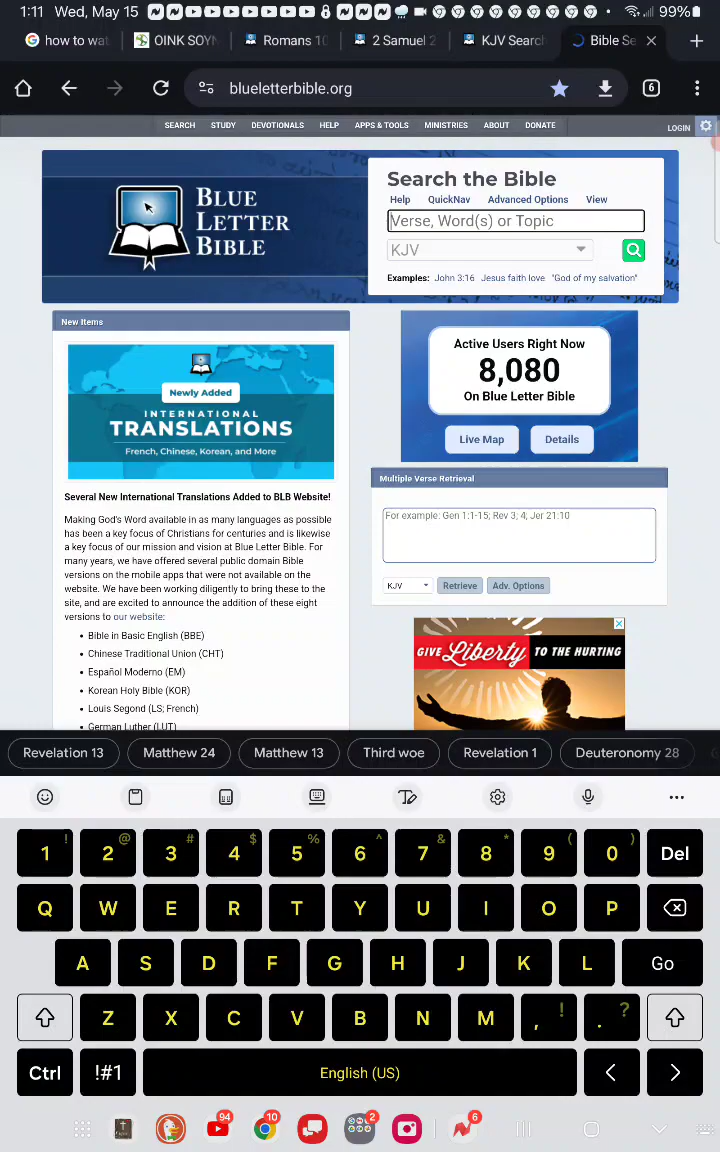 1:11 Wed, May 15 99%
how to wat
OINK SOYN
Romans 10
2 Samuel 2
KJV Searc
Bible Se
blueletterbible.org
6
SEARCH STUDY DEVOTIONALS HELP APPS & TOOLS MINISTRIES ABOUT DONATE LOGIN
BLUE
LETTER
BIBLE
Search the Bible
Help QuickNav Advanced Options View
Verse, Word(s) or Topic
KJV
Examples: John 3:16 Jesus faith love "God of my salvation"
New Items
Newly Added
INTERNATIONAL
TRANSLATIONS
French, Chinese, Korean, and More
Several New International Translations Added to BLB Website!
Making God's Word available in as many languages as possible
has been a key focus of Christians for centuries and is likewise
a key focus of our mission and vision at Blue Letter Bible. For
many years, we have offered several public domain Bible
versions on the mobile apps that were not available on the
website. We have been working diligently to bring these to the
site, and are excited to announce the addition of these eight
versions to our website:
• Bible in Basic English (BBE)
• Chinese Traditional Union (CHT)
• Español Moderno (EM)
• Korean Holy Bible (KOR)
• Louis Segond (LS; French)
• German Luther (LUT)
Active Users Right Now
8,080
On Blue Letter Bible
Live Map Details
Multiple Verse Retrieval
For example: Gen 1:1-15; Rev 3; 4; Jer 21:10
KJV Retrieve Adv. Options
GIVE Liberty TO THE HURTING
Revelation 13 Matthew 24 Matthew 13 Third woe Revelation 1 Deuteronomy 28
! @ # $ % ^ & * ( )
1 2 3 4 5 6 7 8 9 0 Del
Q W E R T Y U I O P
A S D F G H J K L Go
Z X C V B N M , ! . ?
Ctrl !#1 English (US) < >
94 10 2 6